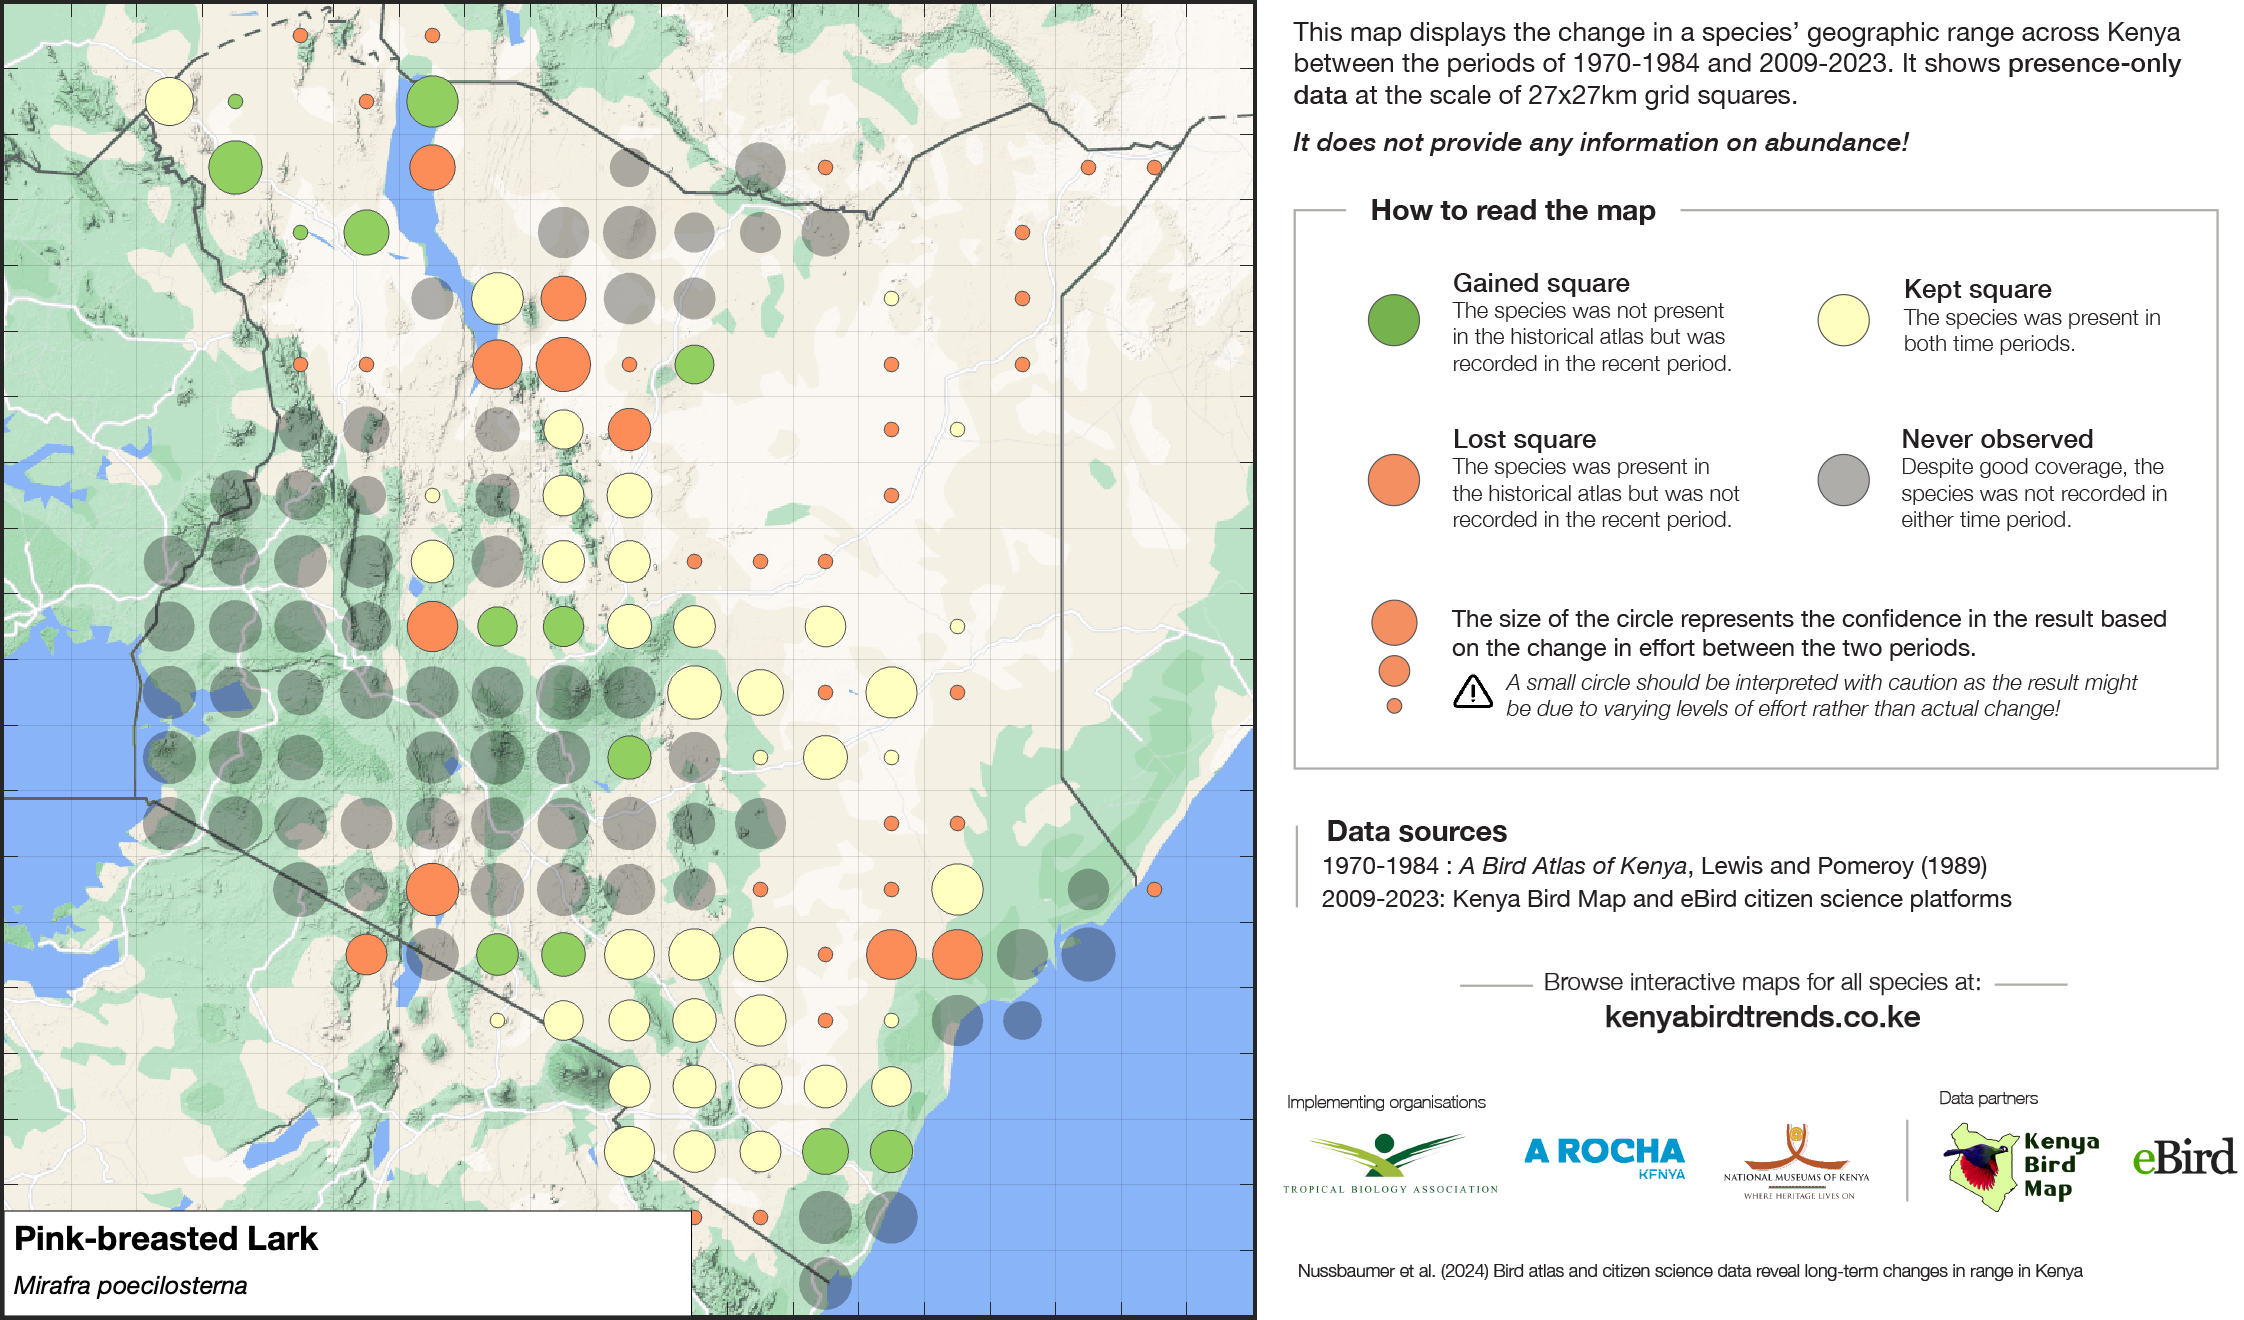 This map displays the change in a species’ geographic range across Kenya
between the periods of 1970-1984 and 2009-2023. It shows presence-only
data at the scale of 27x27km grid squares.
It does not provide any information on abundance!
How to read the map
Gained square
The species was not present
in the historical atlas but was
recorded in the recent period.
Kept square
The species was present in
both time periods.
Lost square
The species was present in
the historical atlas but was not
recorded in the recent period.
Never observed
Despite good coverage, the
species was not recorded in
either time period.
The size of the circle represents the confidence in the result based
on the change in effort between the two periods.
A small circle should be interpreted with caution as the result might
be due to varying levels of effort rather than actual change!
Data sources
1970-1984 : A Bird Atlas of Kenya, Lewis and Pomeroy (1989)
2009-2023: Kenya Bird Map and eBird citizen science platforms
Browse interactive maps for all species at:
kenyabirdtrends.co.ke
Implementing organisations
Data partners
TROPICAL BIOLOGY ASSOCIATION
A ROCHA
KENYA
NATIONAL MUSEUMS OF KENYA
WHERE HERITAGE LIVES ON
Kenya
Bird
Map
eBird
Nussbaumer et al. (2024) Bird atlas and citizen science data reveal long-term changes in range in Kenya
Pink-breasted Lark
Mirafra poecilosterna